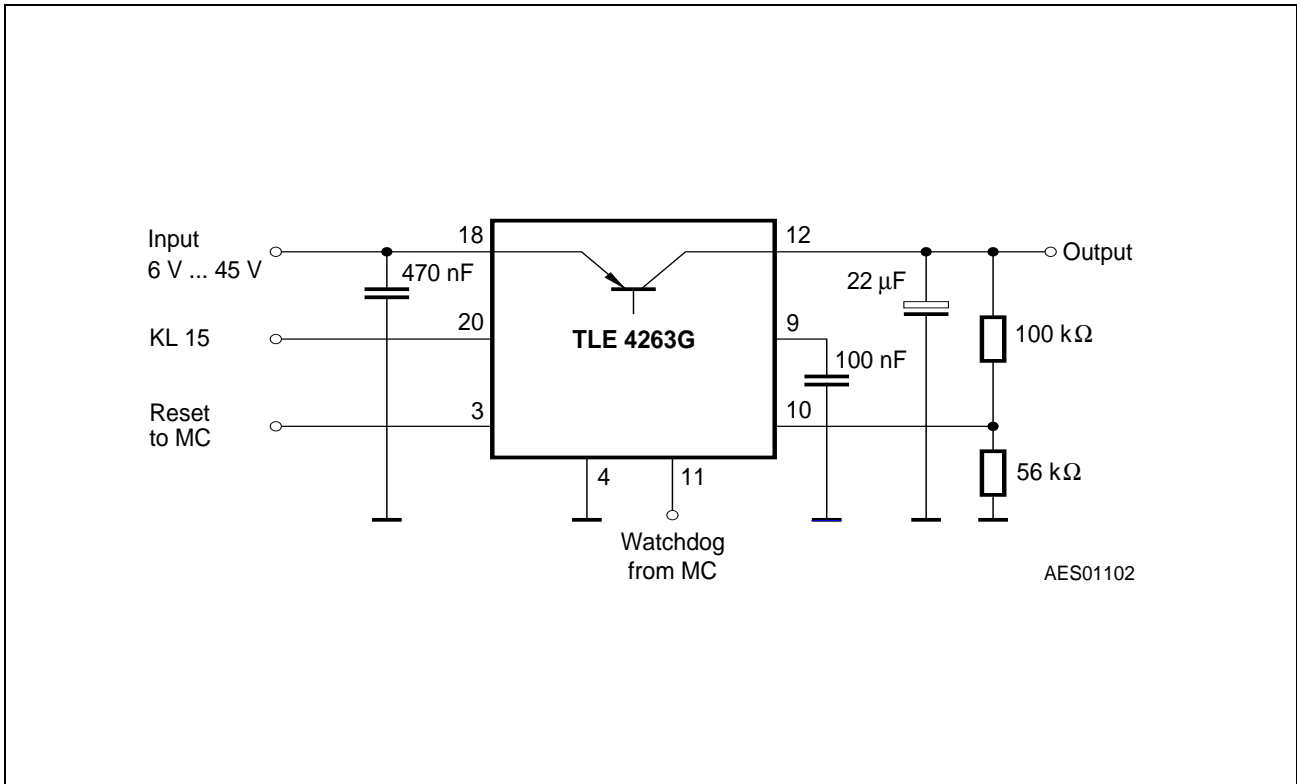 Input
6 V ... 45 V
18
12
Output
470 nF
22 μF
KL 15
20
TLE 4263G
9
100 kΩ
100 nF
Reset
to MC
3
10
4
11
56 kΩ
Watchdog
from MC
AES01102